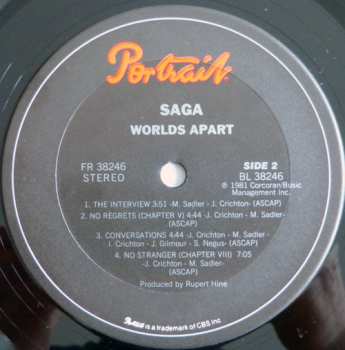 Portrait
SAGA
WORLDS APART
FR 38246
STEREO
SIDE 2
BL 38246
℗ 1981 Corcoran/Busic
Management Inc.
1. THE INTERVIEW 3:51 -M. Sadler- J. Crichton- (ASCAP)
2. NO REGRETS (CHAPTER V) 4:44 -J. Crichton - M. Sadler-
(ASCAP)
3. CONVERSATIONS 4:44 -J. Crichton - M. Sadler-
I. Crichton - J. Gilmour - S. Negus- (ASCAP)
4. NO STRANGER (CHAPTER VIII) 7:05
-J. Crichton - M. Sadler-
(ASCAP)
Produced by Rupert Hine
Portrait is a trademark of CBS Inc.